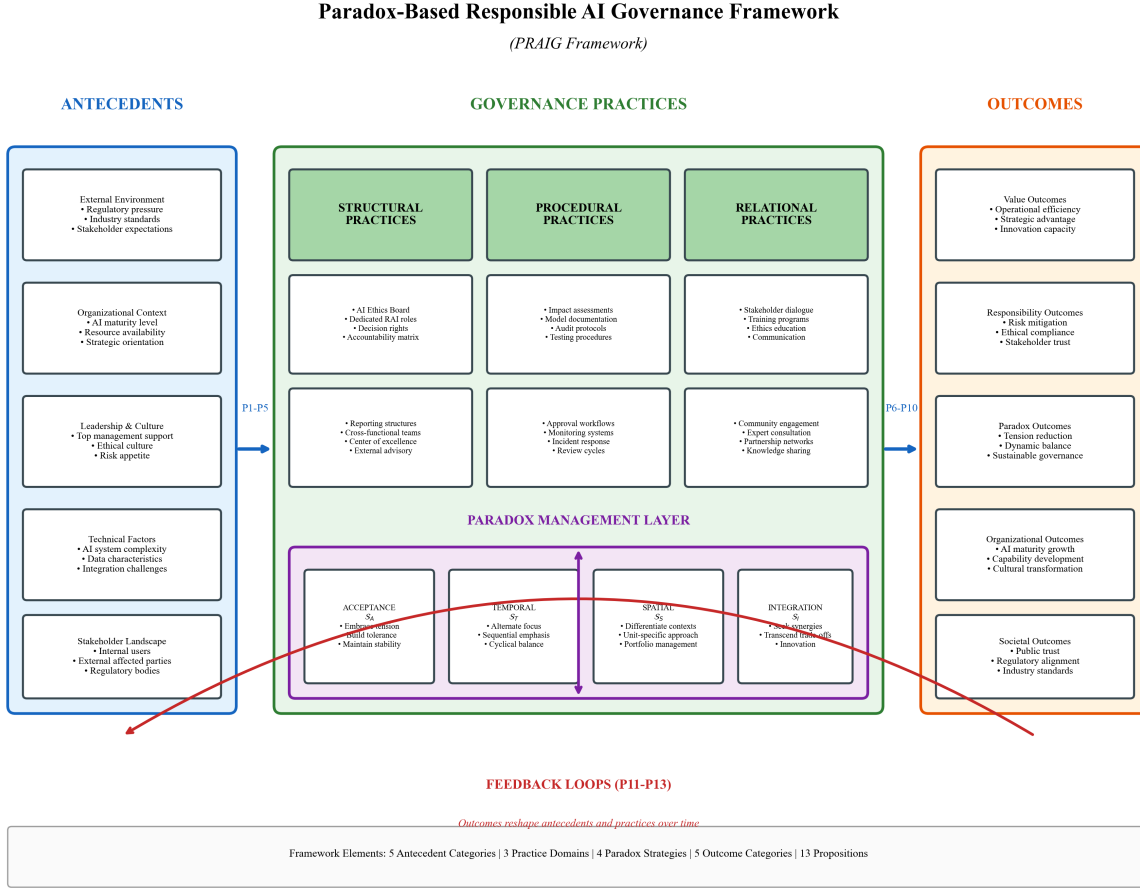 Paradox-Based Responsible AI Governance Framework
(PRAIG Framework)
ANTECEDENTS
External Environment
• Regulatory pressure
• Industry standards
• Stakeholder expectations
Organizational Context
• AI maturity level
• Resource availability
• Strategic orientation
Leadership & Culture
• Top management support
• Ethical culture
• Risk appetite
Technical Factors
• AI system complexity
• Data characteristics
• Integration challenges
Stakeholder Landscape
• Internal users
• External affected parties
• Regulatory bodies
P1-P5
GOVERNANCE PRACTICES
STRUCTURAL
PRACTICES
• AI Ethics Board
• Dedicated RAI roles
• Decision rights
• Accountability matrix
• Reporting structures
• Cross-functional teams
• Center of excellence
• External advisory
PROCEDURAL
PRACTICES
• Impact assessments
• Model documentation
• Audit protocols
• Testing procedures
• Approval workflows
• Monitoring systems
• Incident response
• Review cycles
RELATIONAL
PRACTICES
• Stakeholder dialogue
• Training programs
• Ethics education
• Communication
• Community engagement
• Expert consultation
• Partnership networks
• Knowledge sharing
PARADOX MANAGEMENT LAYER
ACCEPTANCE
S_A
• Embrace tension
• Build tolerance
• Maintain stability
TEMPORAL
S_T
• Alternate focus
• Sequential emphasis
• Cyclical balance
SPATIAL
S_S
• Differentiate contexts
• Unit-specific approach
• Portfolio management
INTEGRATION
S_I
• Seek synergies
• Transcend trade-offs
• Innovation
P6-P10
OUTCOMES
Value Outcomes
• Operational efficiency
• Strategic advantage
• Innovation capacity
Responsibility Outcomes
• Risk mitigation
• Ethical compliance
• Stakeholder trust
Paradox Outcomes
• Tension reduction
• Dynamic balance
• Sustainable governance
Organizational Outcomes
• AI maturity growth
• Capability development
• Cultural transformation
Societal Outcomes
• Public trust
• Regulatory alignment
• Industry standards
FEEDBACK LOOPS (P11-P13)
Outcomes reshape antecedents and practices over time
Framework Elements: 5 Antecedent Categories | 3 Practice Domains | 4 Paradox Strategies | 5 Outcome Categories | 13 Propositions